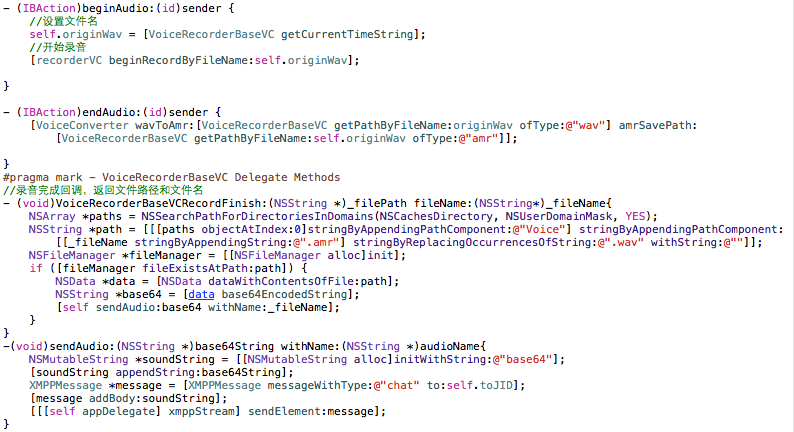 - (IBAction)beginAudio:(id)sender {
    //设置文件名
    self.originWav = [VoiceRecorderBaseVC getCurrentTimeString];
    //开始录音
    [recorderVC beginRecordByFileName:self.originWav];
}
- (IBAction)endAudio:(id)sender {
    [VoiceConverter wavToAmr:[VoiceRecorderBaseVC getPathByFileName:originWav ofType:@"wav"] amrSavePath:
        [VoiceRecorderBaseVC getPathByFileName:self.originWav ofType:@"amr"]];
}
#pragma mark - VoiceRecorderBaseVC Delegate Methods
//录音完成回调，返回文件路径和文件名
- (void)VoiceRecorderBaseVCRecordFinish:(NSString *)_filePath fileName:(NSString*)_fileName{
    NSArray *paths = NSSearchPathForDirectoriesInDomains(NSCachesDirectory, NSUserDomainMask, YES);
    NSString *path = [[[paths objectAtIndex:0]stringByAppendingPathComponent:@"Voice"] stringByAppendingPathComponent:
        [[_fileName stringByAppendingString:@".amr"] stringByReplacingOccurrencesOfString:@".wav" withString:@""]];
    NSFileManager *fileManager = [[NSFileManager alloc]init];
    if ([fileManager fileExistsAtPath:path]) {
        NSData *data = [NSData dataWithContentsOfFile:path];
        NSString *base64 = [data base64EncodedString];
        [self sendAudio:base64 withName:_fileName];
    }
}
-(void)sendAudio:(NSString *)base64String withName:(NSString *)audioName{
    NSMutableString *soundString = [[NSMutableString alloc]initWithString:@"base64"];
    [soundString appendString:base64String];
    XMPPMessage *message = [XMPPMessage messageWithType:@"chat" to:self.toJID];
    [message addBody:soundString];
    [[[self appDelegate] xmppStream] sendElement:message];
}